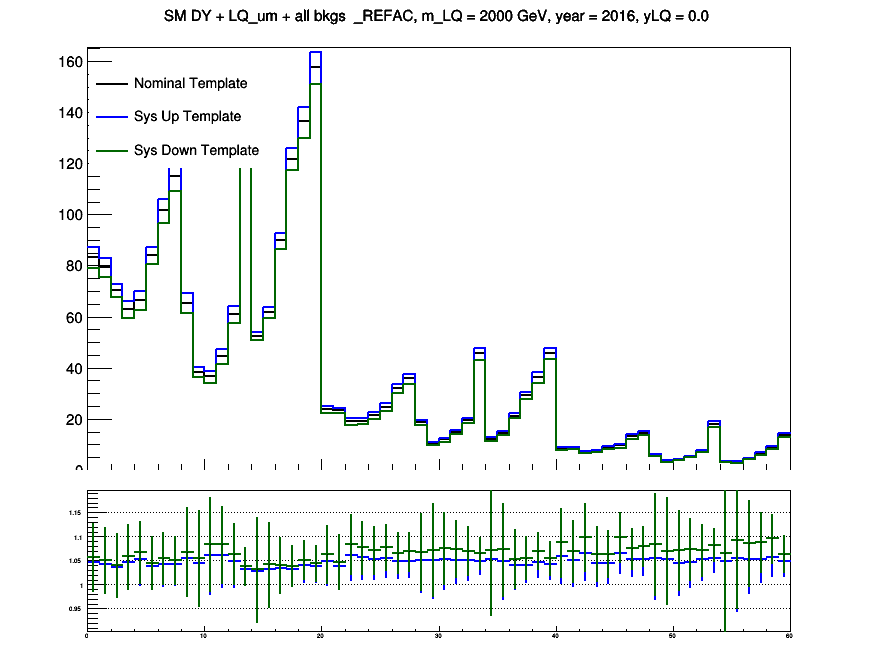 SM DY + LQ_um + all bkgs _REFAC, m_LQ = 2000 GeV, year = 2016, yLQ = 0.0
160
Nominal Template
140
Sys Up Template
Sys Down Template
120
100
80
60
40
20
0
1.15
1.1
1.05
1
0.95
0 10 20 30 40 50 60